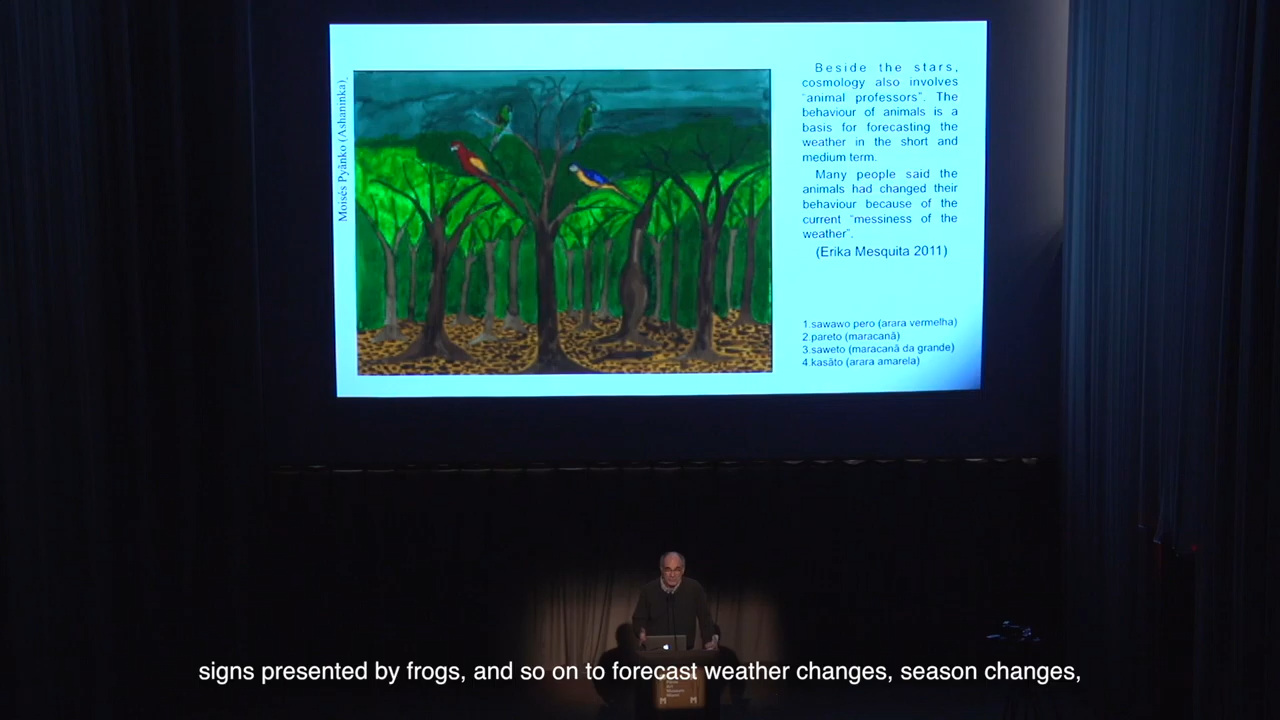 Moisés Pyãnko (Ashaninka)
Beside the stars,
cosmology also involves
“animal professors”. The
behaviour of animals is a
basis for forecasting the
weather in the short and
medium term.
Many people said the
animals had changed their
behaviour because of the
current “messiness of the
weather”.
(Erika Mesquita 2011)
1.sawawo pero (arara vermelha)
2.pareto (maracanã)
3.saweto (maracanã da grande)
4.kasãto (arara amarela)
signs presented by frogs, and so on to forecast weather changes, season changes,